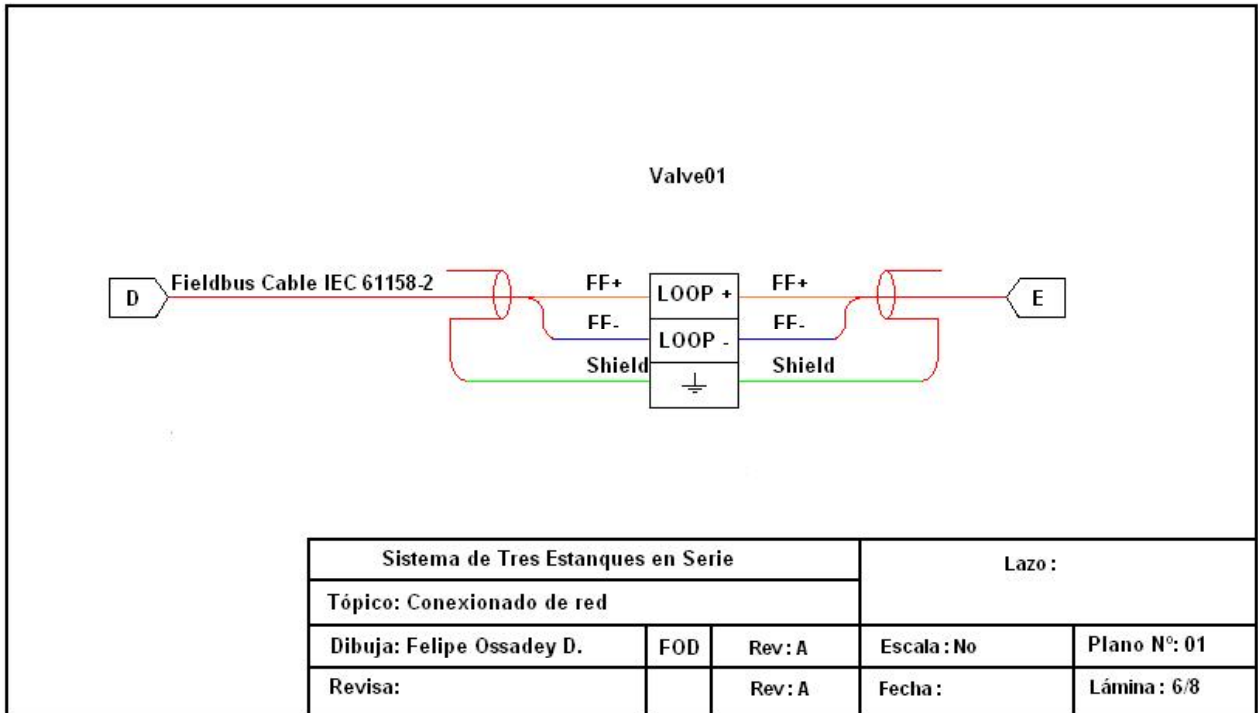 Valve01
D
Fieldbus Cable IEC 61158-2
FF+
LOOP +
FF+
E
FF-
LOOP -
FF-
Shield
Shield
Sistema de Tres Estanques en Serie
Lazo :
Tópico: Conexionado de red
Dibuja: Felipe Ossadey D.
FOD
Rev : A
Escala : No
Plano Nº: 01
Revisa:
Rev : A
Fecha :
Lámina : 6/8